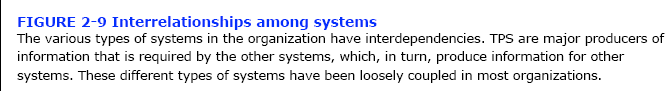 FIGURE 2-9 Interrelationships among systems
The various types of systems in the organization have interdependencies. TPS are major producers of
information that is required by the other systems, which, in turn, produce information for other
systems. These different types of systems have been loosely coupled in most organizations.